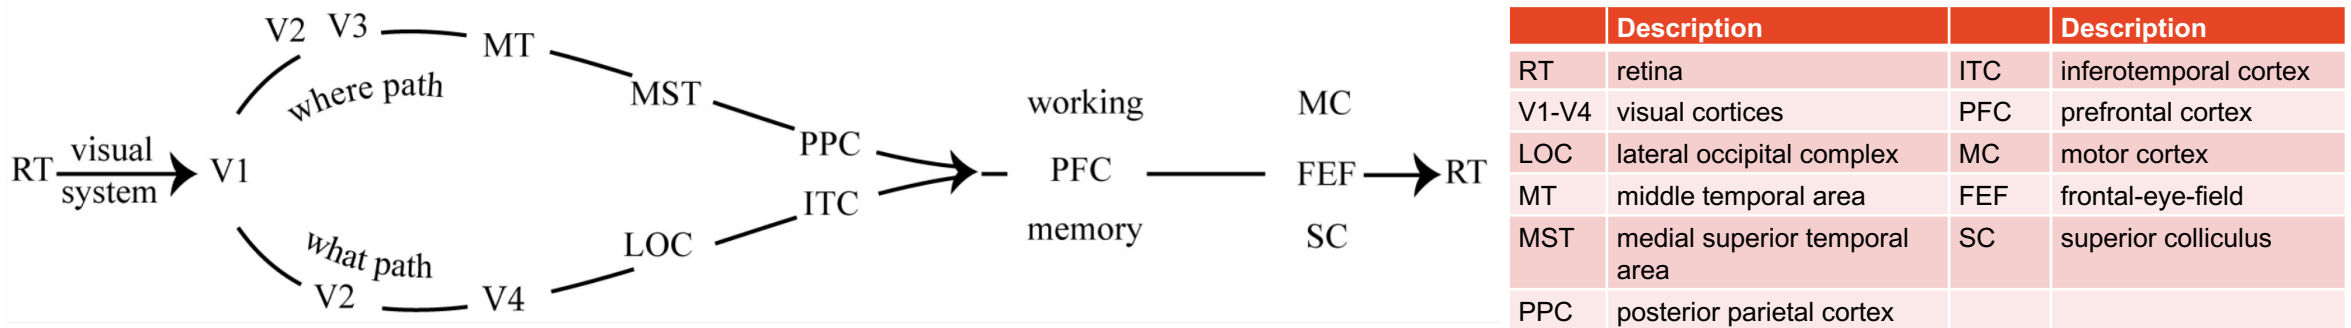 V2 V3
MT
where path
MST
working
MC
RT visual system V1
PPC
PFC
FEF
RT
ITC
what path
LOC
memory
SC
V2
V4
Description Description
RT retina ITC inferotemporal cortex
V1-V4 visual cortices PFC prefrontal cortex
LOC lateral occipital complex MC motor cortex
MT middle temporal area FEF frontal-eye-field
MST medial superior temporal SC superior colliculus
area
PPC posterior parietal cortex